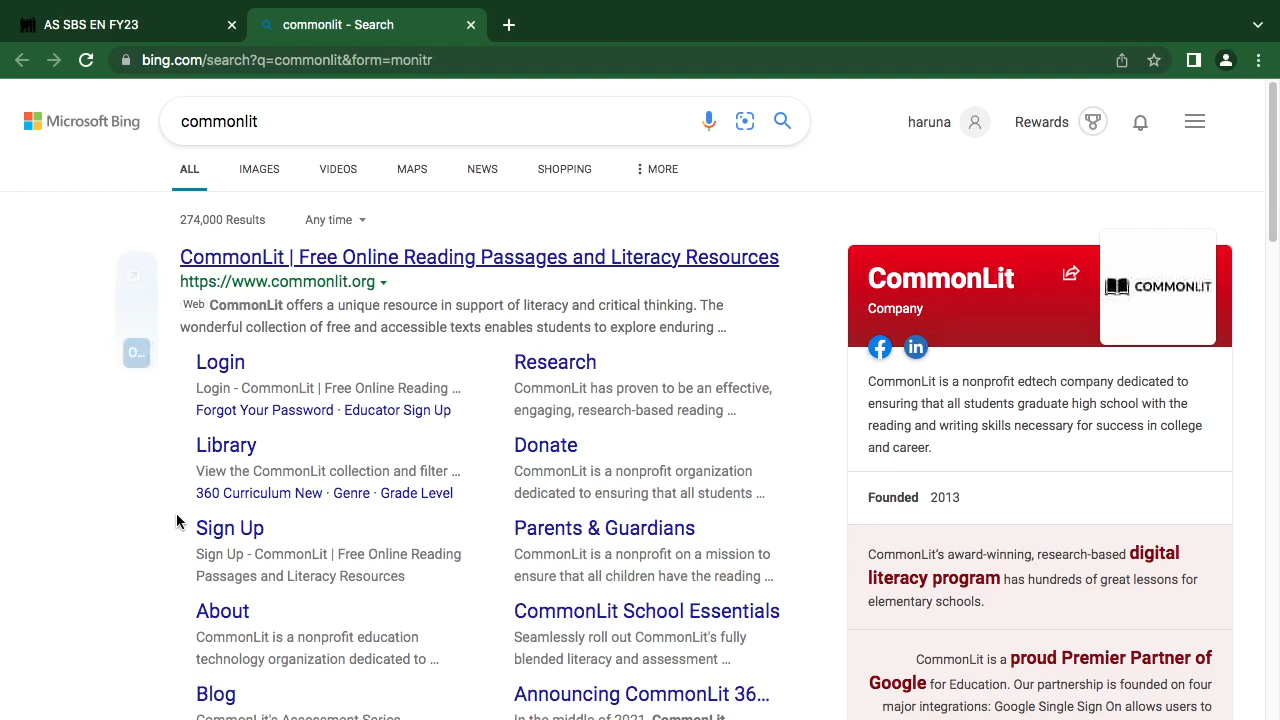 AS SBS EN FY23
commonlit - Search
bing.com/search?q=commonlit&form=monitr
Microsoft Bing
commonlit
haruna
Rewards
ALL
IMAGES
VIDEOS
MAPS
NEWS
SHOPPING
MORE
274,000 Results
Any time
CommonLit | Free Online Reading Passages and Literacy Resources
https://www.commonlit.org
Web CommonLit offers a unique resource in support of literacy and critical thinking. The
wonderful collection of free and accessible texts enables students to explore enduring ...
O...
Login
Login - CommonLit | Free Online Reading ...
Forgot Your Password · Educator Sign Up
Library
View the CommonLit collection and filter ...
360 Curriculum New · Genre · Grade Level
Sign Up
Sign Up - CommonLit | Free Online Reading
Passages and Literacy Resources
About
CommonLit is a nonprofit education
technology organization dedicated to ...
Blog
CommonLit's Assessment Series
Research
CommonLit has proven to be an effective,
engaging, research-based reading ...
Donate
CommonLit is a nonprofit organization
dedicated to ensuring that all students ...
Parents & Guardians
CommonLit is a nonprofit on a mission to
ensure that all children have the reading ...
CommonLit School Essentials
Seamlessly roll out CommonLit's fully
blended literacy and assessment ...
Announcing CommonLit 36...
In the middle of 2021, CommonLit
CommonLit
Company
COMMONLIT
CommonLit is a nonprofit edtech company dedicated to
ensuring that all students graduate high school with the
reading and writing skills necessary for success in college
and career.
Founded 2013
CommonLit's award-winning, research-based digital
literacy program has hundreds of great lessons for
elementary schools.
CommonLit is a proud Premier Partner of
Google for Education. Our partnership is founded on four
major integrations: Google Single Sign On allows users to